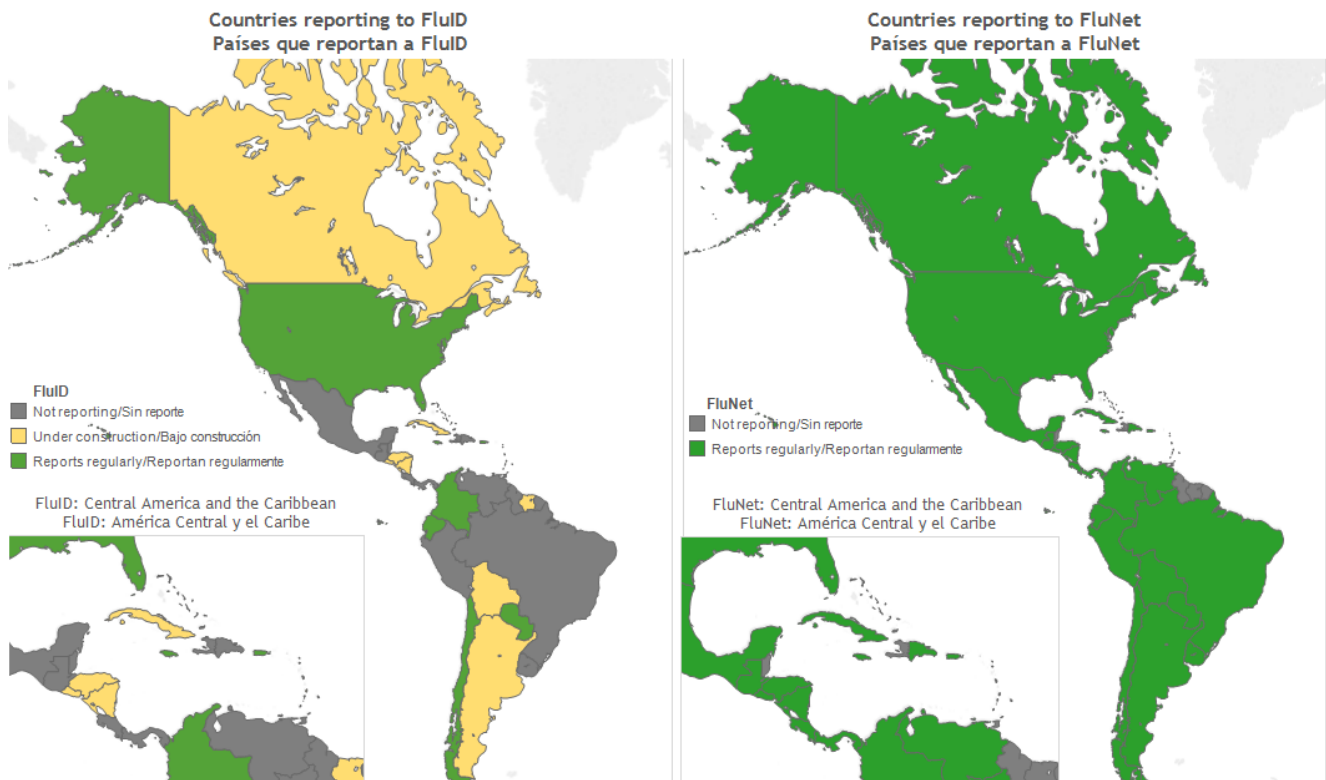 Countries reporting to FluID
Países que reportan a FluID
FluID
Not reporting/Sin reporte
Under construction/Bajo construcción
Reports regularly/Reportan regularmente
FluID: Central America and the Caribbean
FluID: América Central y el Caribe
Countries reporting to FluNet
Países que reportan a FluNet
FluNet
Not reporting/Sin reporte
Reports regularly/Reportan regularmente
FluNet: Central America and the Caribbean
FluNet: América Central y el Caribe